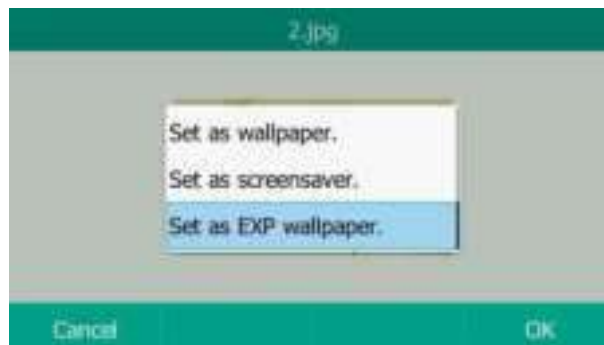 2.jpg
Set as wallpaper.
Set as screensaver.
Set as EXP wallpaper.
Cancel
OK